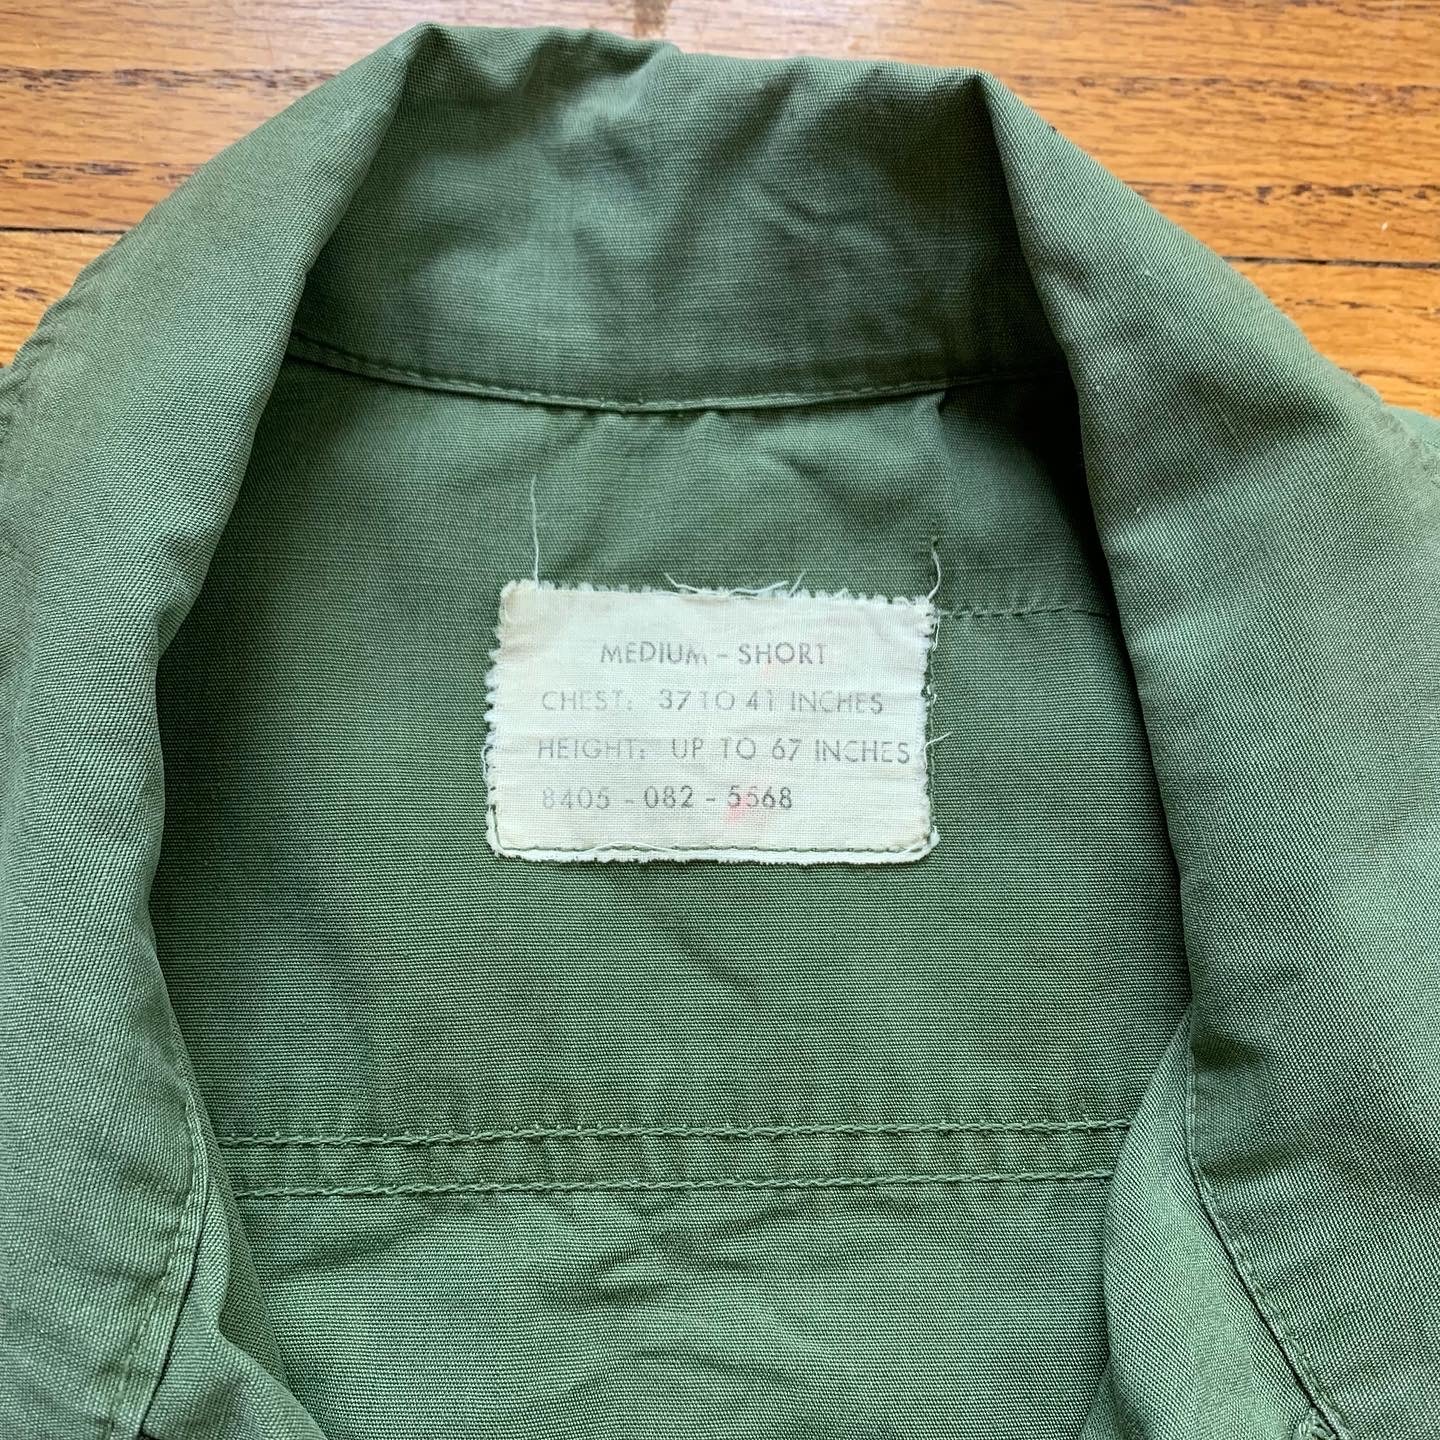 MEDIUM - SHORT
CHEST: 37 TO 41 INCHES
HEIGHT: UP TO 67 INCHES
8405 - 082 - 5568